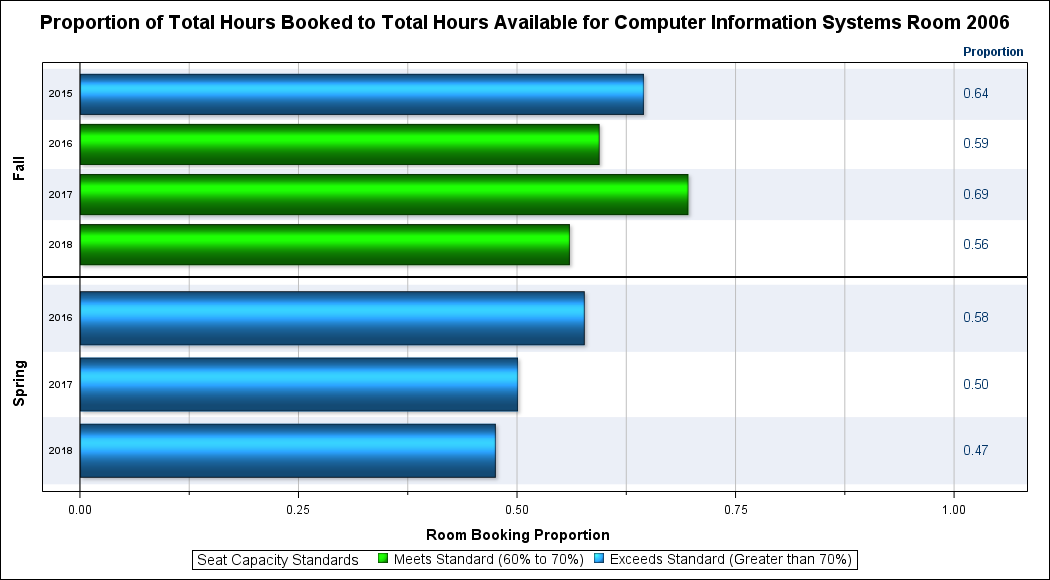 Proportion of Total Hours Booked to Total Hours Available for Computer Information Systems Room 2006
Proportion
Fall
2015 0.64
2016 0.59
2017 0.69
2018 0.56
Spring
2016 0.58
2017 0.50
2018 0.47
0.00 0.25 0.50 0.75 1.00
Room Booking Proportion
Seat Capacity Standards Meets Standard (60% to 70%) Exceeds Standard (Greater than 70%)